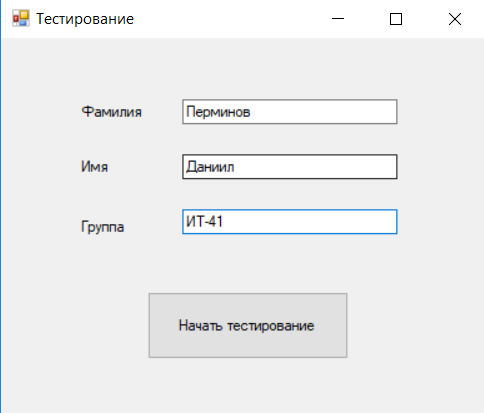 Тестирование
Фамилия Перминов
Имя Даниил
Группа ИТ-41
Начать тестирование